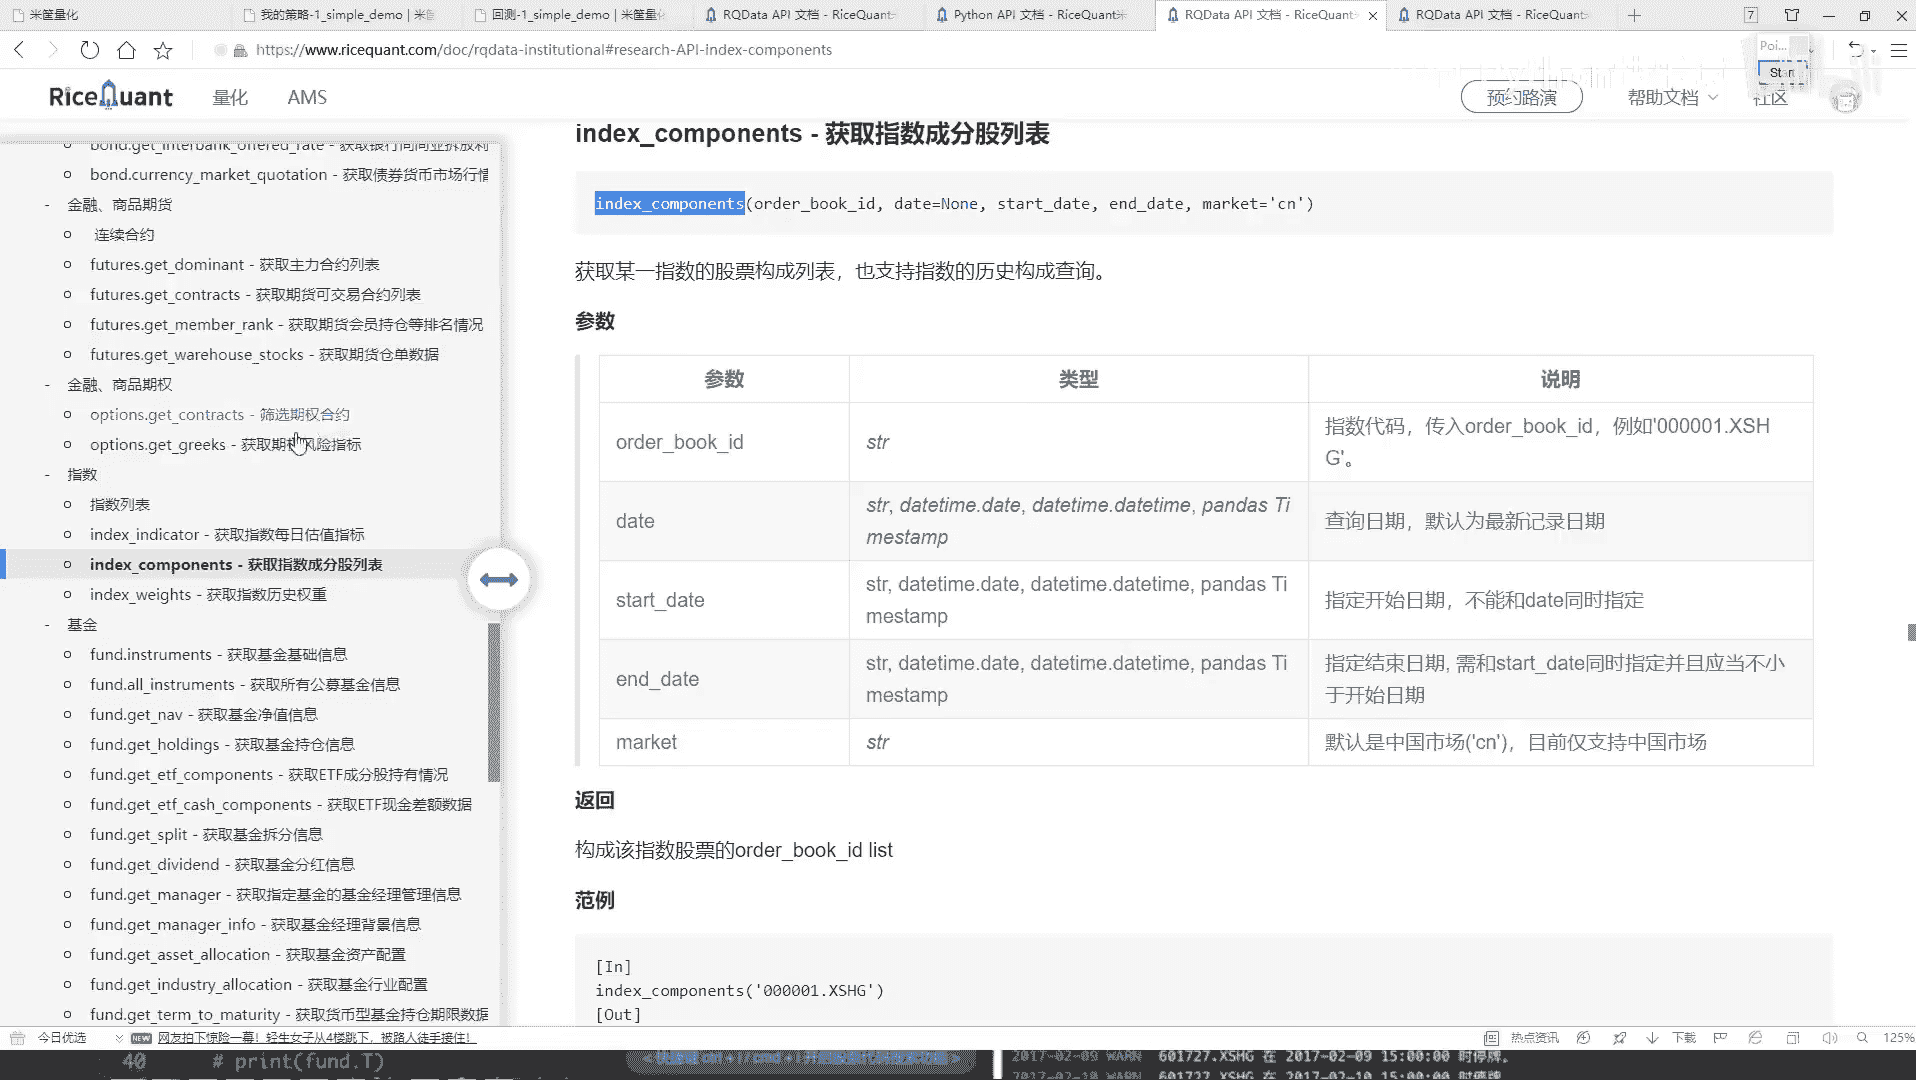 米筐量化
我的策略-1_simple_demo | 米筐
回测-1_simple_demo | 米筐量化
RQData API 文档 - RiceQuant
Python API 文档 - RiceQuant米
RQData API 文档 - RiceQuant
RQData API 文档 - RiceQuant
7
https://www.ricequant.com/doc/rqdata-institutional#research-API-index-components
Poi...
Start
RiceQuant
量化
AMS
预约路演
帮助文档
社区
bond.get_interbank_offered_rate - 获取银行间同业拆放利
bond.currency_market_quotation - 获取债券货币市场行情
- 金融、商品期货
连续合约
futures.get_dominant - 获取主力合约列表
futures.get_contracts - 获取期货可交易合约列表
futures.get_member_rank - 获取期货会员持仓等排名情况
futures.get_warehouse_stocks - 获取期货仓单数据
- 金融、商品期权
options.get_contracts - 筛选期权合约
options.get_greeks - 获取期权风险指标
- 指数
指数列表
index_indicator - 获取指数每日估值指标
index_components - 获取指数成分股列表
index_weights - 获取指数历史权重
- 基金
fund.instruments - 获取基金基础信息
fund.all_instruments - 获取所有公募基金信息
fund.get_nav - 获取基金净值信息
fund.get_holdings - 获取基金持仓信息
fund.get_etf_components - 获取ETF成分股持有情况
fund.get_etf_cash_components - 获取ETF现金差额数据
fund.get_split - 获取基金拆分信息
fund.get_dividend - 获取基金分红信息
fund.get_manager - 获取指定基金的基金经理管理信息
fund.get_manager_info - 获取基金经理背景信息
fund.get_asset_allocation - 获取基金资产配置
fund.get_industry_allocation - 获取基金行业配置
fund.get_term_to_maturity - 获取货币型基金持仓期限数据
index_components - 获取指数成分股列表
index_components(order_book_id, date=None, start_date, end_date, market='cn')
获取某一指数的股票构成列表，也支持指数的历史构成查询。
参数
参数 类型 说明
order_book_id str 指数代码，传入order_book_id，例如'000001.XSH
G'。
date str, datetime.date, datetime.datetime, pandas Ti
mestamp 查询日期，默认为最新记录日期
start_date str, datetime.date, datetime.datetime, pandas Ti
mestamp 指定开始日期，不能和date同时指定
end_date str, datetime.date, datetime.datetime, pandas Ti
mestamp 指定结束日期, 需和start_date同时指定并且应当不小
于开始日期
market str 默认是中国市场('cn')，目前仅支持中国市场
返回
构成该指数股票的order_book_id list
范例
[In]
index_components('000001.XSHG')
[Out]
今日优选
NEW 网友拍下惊险一幕！轻生女子从4楼跳下，被路人徒手接住！
热点资讯
下载
125%
40 # print(fund.T)
2017-02-09 WARN 601727.XSHG 在 2017-02-09 15:00:00 时停牌。
2017-02-10 WARN 601727.XSHG 在 2017-02-10 15:00:00 时停牌。